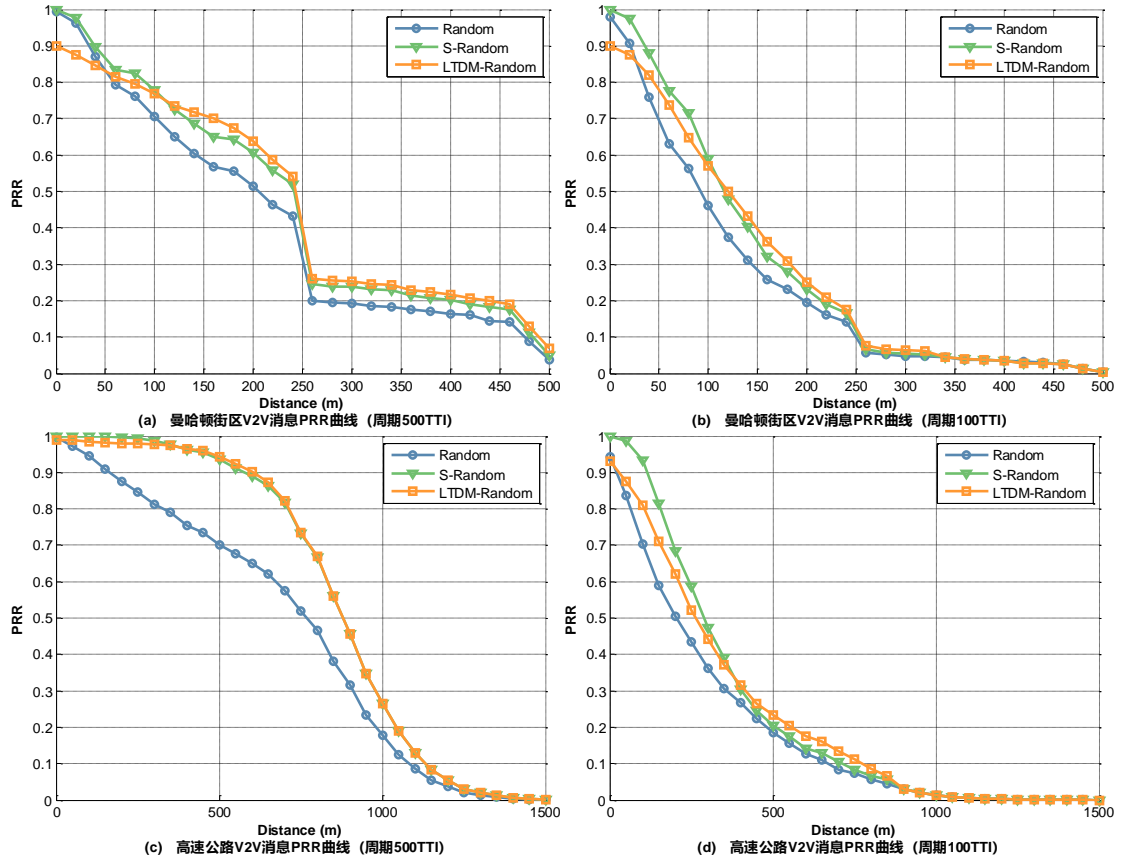 1
0.9
0.8
0.7
0.6
0.5
0.4
0.3
0.2
0.1
0
PRR
Random
S-Random
LTDM-Random
0 50 100 150 200 250 300 350 400 450 500
Distance (m)
(a) 曼哈顿街区V2V消息PRR曲线（周期500TTI）
1
0.9
0.8
0.7
0.6
0.5
0.4
0.3
0.2
0.1
0
PRR
Random
S-Random
LTDM-Random
0 50 100 150 200 250 300 350 400 450 500
Distance (m)
(b) 曼哈顿街区V2V消息PRR曲线（周期100TTI）
1
0.9
0.8
0.7
0.6
0.5
0.4
0.3
0.2
0.1
0
PRR
Random
S-Random
LTDM-Random
0 500 1000 1500
Distance (m)
(c) 高速公路V2V消息PRR曲线（周期500TTI）
1
0.9
0.8
0.7
0.6
0.5
0.4
0.3
0.2
0.1
0
PRR
Random
S-Random
LTDM-Random
0 500 1000 1500
Distance (m)
(d) 高速公路V2V消息PRR曲线（周期100TTI）